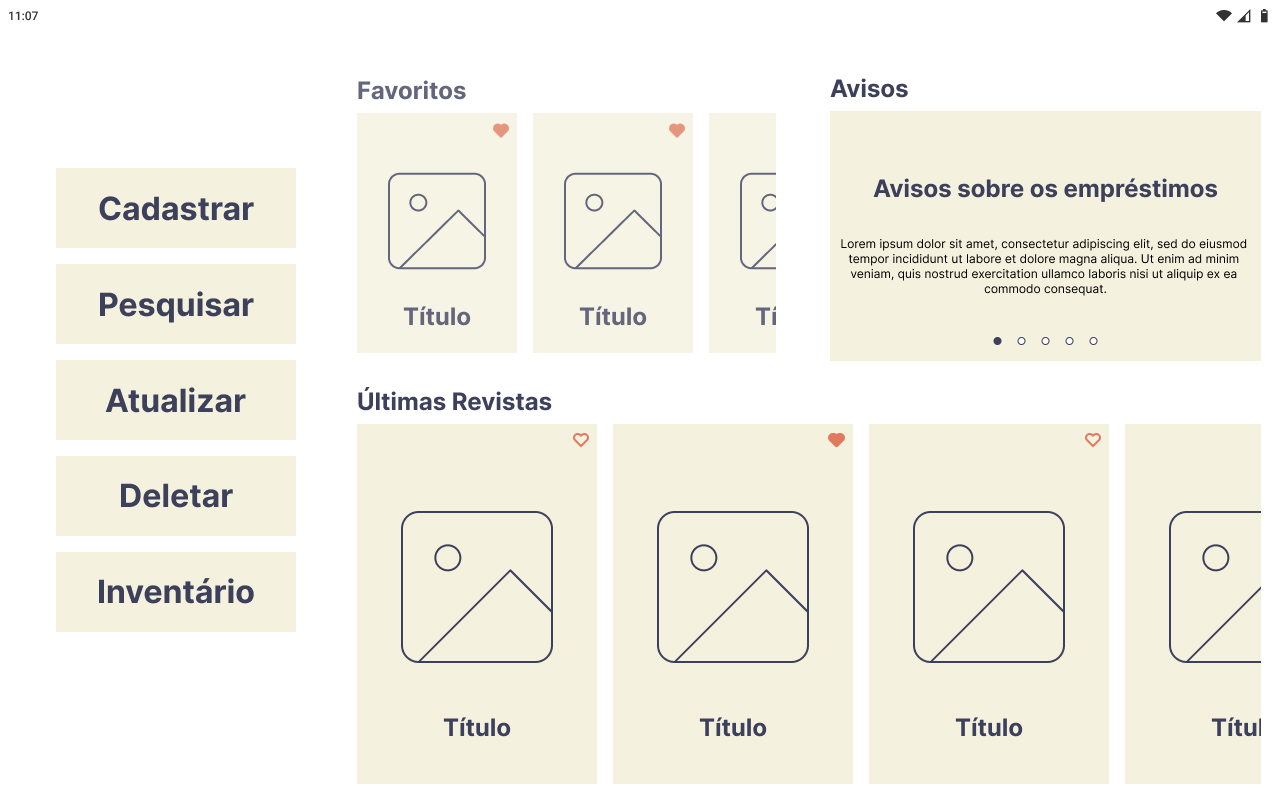 11:07
Cadastrar
Pesquisar
Atualizar
Deletar
Inventário
Favoritos
Título
Título
Tí
Avisos
Avisos sobre os empréstimos
Lorem ipsum dolor sit amet, consectetur adipiscing elit, sed do eiusmod
tempor incididunt ut labore et dolore magna aliqua. Ut enim ad minim
veniam, quis nostrud exercitation ullamco laboris nisi ut aliquip ex ea
commodo consequat.
Últimas Revistas
Título
Título
Título
Títul